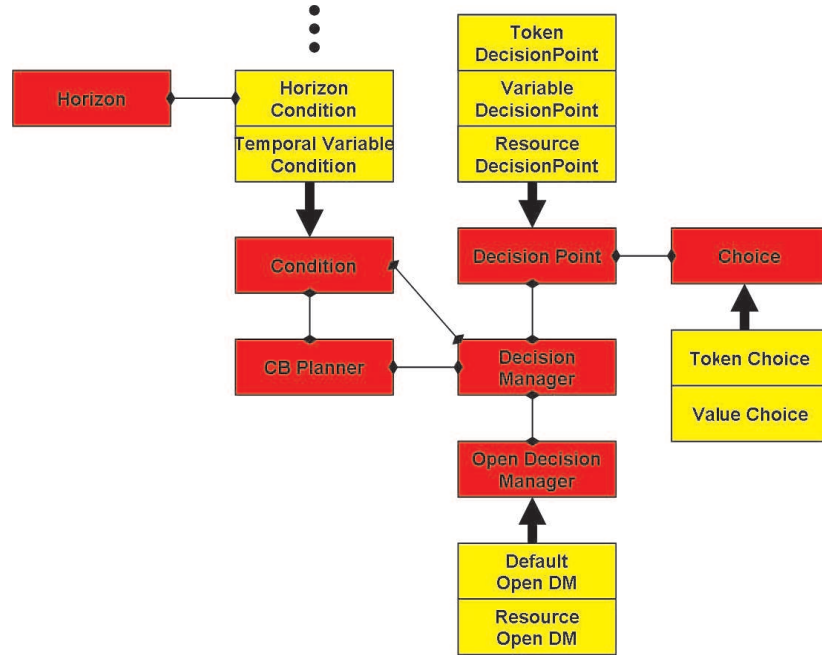 Token
DecisionPoint
Horizon
Horizon
Condition
Variable
DecisionPoint
Temporal Variable
Condition
Resource
DecisionPoint
Condition
Decision Point
Choice
CB Planner
Decision
Manager
Token Choice
Value Choice
Open Decision
Manager
Default
Open DM
Resource
Open DM